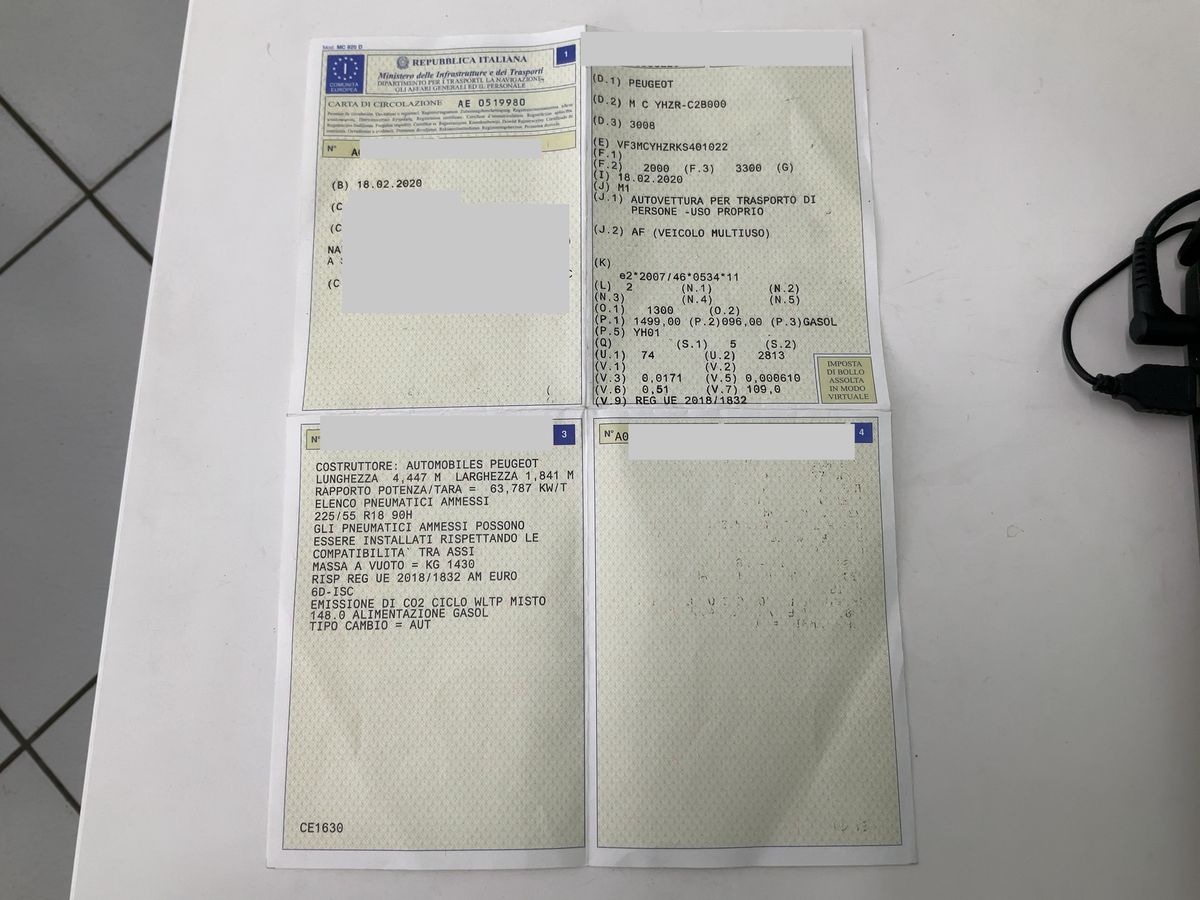 Mod. MC 820 D
1
REPUBBLICA ITALIANA
Ministero delle Infrastrutture e dei Trasporti
DIPARTIMENTO PER I TRASPORTI, LA NAVIGAZIONE,
GLI AFFARI GENERALI ED IL PERSONALE
COMUNITÀ
EUROPEA
CARTA DI CIRCOLAZIONE AE 0519980
N°
(B) 18.02.2020
(C
(C
NA
A
(C
(D.1) PEUGEOT
(D.2) M C YHZR-C2B000
(D.3) 3008
(E) VF3MCYHZRKS401022
(F.1)
(F.2) 2000 (F.3) 3300 (G)
(I) 18.02.2020
(J) M1
(J.1) AUTOVETTURA PER TRASPORTO DI
PERSONE -USO PROPRIO
(J.2) AF (VEICOLO MULTIUSO)
(K)
e2*2007/46*0534*11
(L) 2 (N.1) (N.2)
(N.3) (N.4) (N.5)
(O.1) 1300 (O.2)
(P.1) 1499,00 (P.2)096,00 (P.3)GASOL
(P.5) YH01
(Q) (S.1) 5 (S.2)
(U.1) 74 (U.2) 2813
(V.1) (V.2)
(V.3) 0,0171 (V.5) 0,000610
(V.6) 0,51 (V.7) 109,0
(V.9) REG UE 2018/1832
IMPOSTA
DI BOLLO
ASSOLTA
IN MODO
VIRTUALE
N°
3
COSTRUTTORE: AUTOMOBILES PEUGEOT
LUNGHEZZA 4,447 M LARGHEZZA 1,841 M
RAPPORTO POTENZA/TARA = 63,787 KW/T
ELENCO PNEUMATICI AMMESSI
225/55 R18 90H
GLI PNEUMATICI AMMESSI POSSONO
ESSERE INSTALLATI RISPETTANDO LE
COMPATIBILITA` TRA ASSI
MASSA A VUOTO = KG 1430
RISP REG UE 2018/1832 AM EURO
6D-ISC
EMISSIONE DI CO2 CICLO WLTP MISTO
148.0 ALIMENTAZIONE GASOL
TIPO CAMBIO = AUT
CE1630
N° A0
4